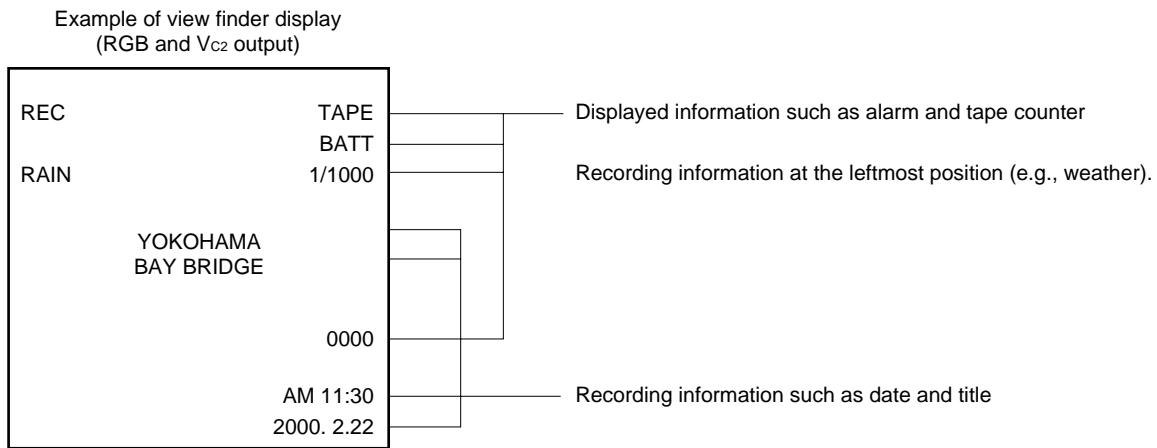 Example of view finder display
(RGB and VC2 output)
REC TAPE Displayed information such as alarm and tape counter
BATT
RAIN 1/1000 Recording information at the leftmost position (e.g., weather).
YOKOHAMA
BAY BRIDGE
0000
AM 11:30 Recording information such as date and title
2000. 2.22